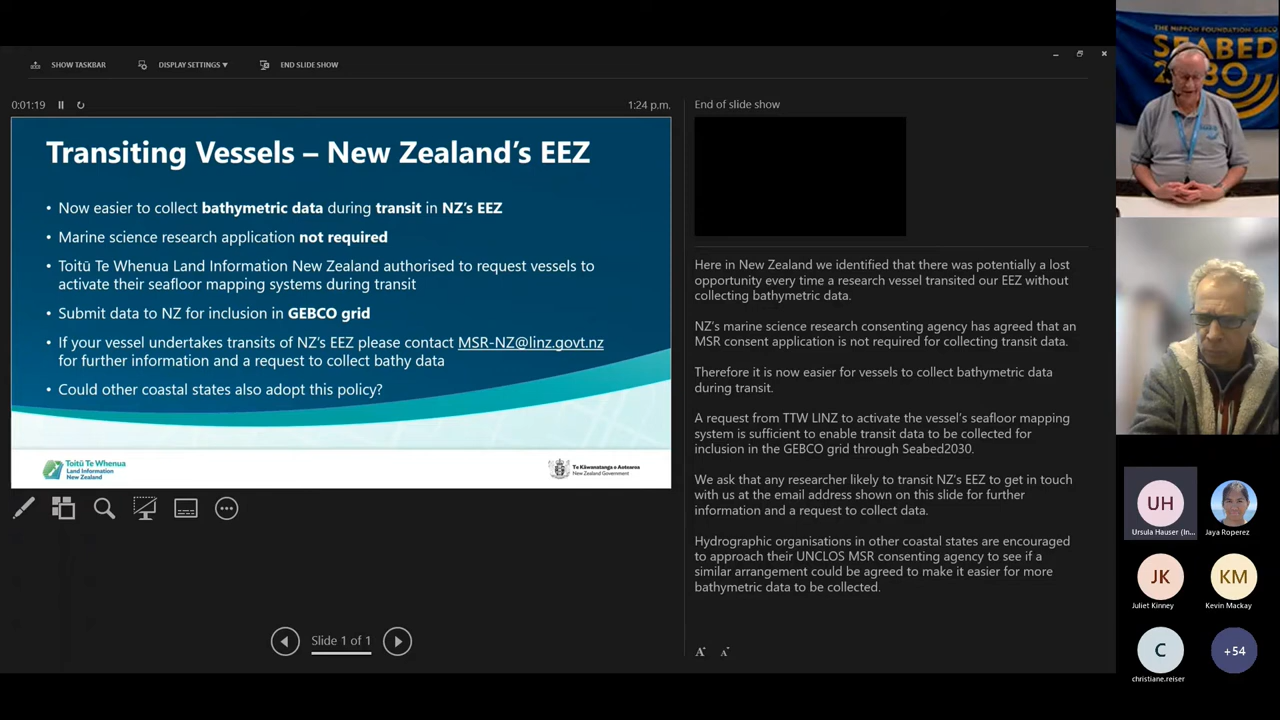 SHOW TASKBAR
DISPLAY SETTINGS ▾
END SLIDE SHOW
0:01:19
1:24 p.m.
Transiting Vessels – New Zealand's EEZ
• Now easier to collect bathymetric data during transit in NZ's EEZ
• Marine science research application not required
• Toitū Te Whenua Land Information New Zealand authorised to request vessels to
activate their seafloor mapping systems during transit
• Submit data to NZ for inclusion in GEBCO grid
• If your vessel undertakes transits of NZ's EEZ please contact MSR-NZ@linz.govt.nz
for further information and a request to collect bathy data
• Could other coastal states also adopt this policy?
Toitū Te Whenua
Land Information
New Zealand
Te Kāwanatanga o Aotearoa
New Zealand Government
Slide 1 of 1
End of slide show
Here in New Zealand we identified that there was potentially a lost
opportunity every time a research vessel transited our EEZ without
collecting bathymetric data.
NZ's marine science research consenting agency has agreed that an
MSR consent application is not required for collecting transit data.
Therefore it is now easier for vessels to collect bathymetric data
during transit.
A request from TTW LINZ to activate the vessel's seafloor mapping
system is sufficient to enable transit data to be collected for
inclusion in the GEBCO grid through Seabed2030.
We ask that any researcher likely to transit NZ's EEZ to get in touch
with us at the email address shown on this slide for further
information and a request to collect data.
Hydrographic organisations in other coastal states are encouraged
to approach their UNCLOS MSR consenting agency to see if a
similar arrangement could be agreed to make it easier for more
bathymetric data to be collected.
A A
THE NIPPON FOUNDATION GEBCO
SEABED
2030
UH
Ursula Hauser (In...
Jaya Roperez
JK
Juliet Kinney
KM
Kevin Mackay
C
christiane.reiser
+54